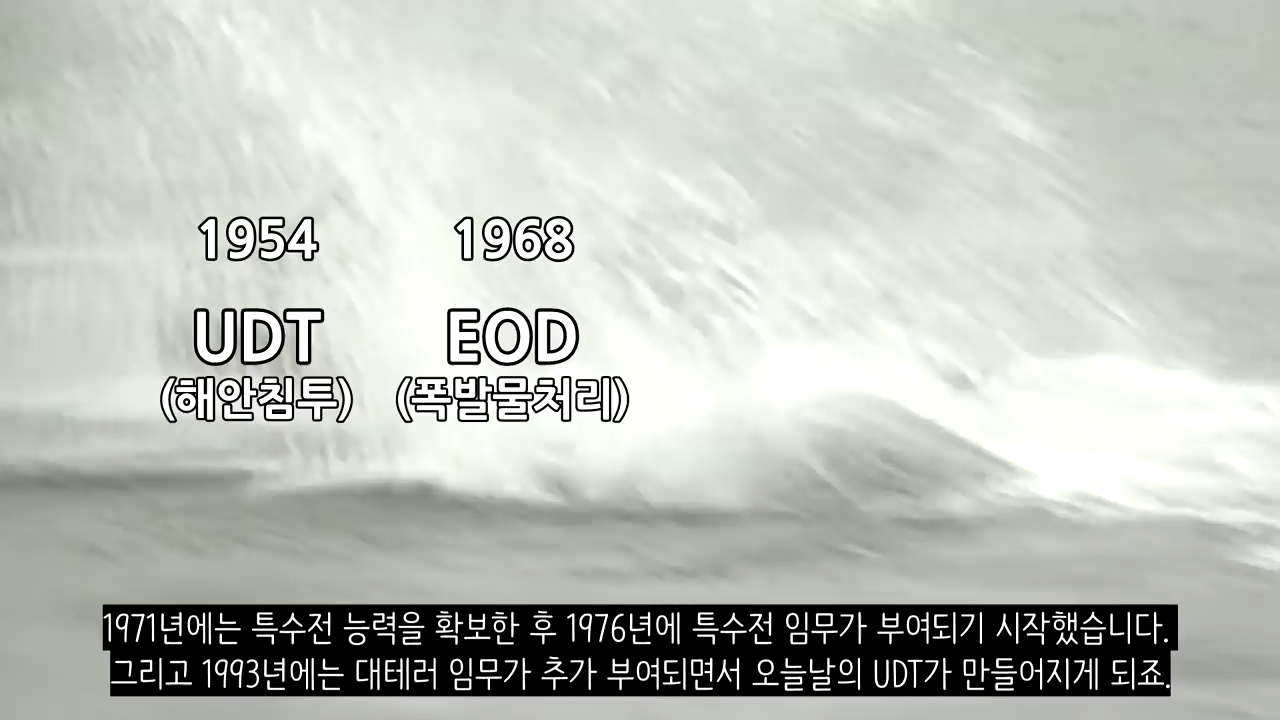 1954 1968
UDT EOD
(해안침투) (폭발물처리)
1971년에는 특수전 능력을 확보한 후 1976년에 특수전 임무가 부여되기 시작했습니다.
그리고 1993년에는 대테러 임무가 추가 부여되면서 오늘날의 UDT가 만들어지게 되죠.